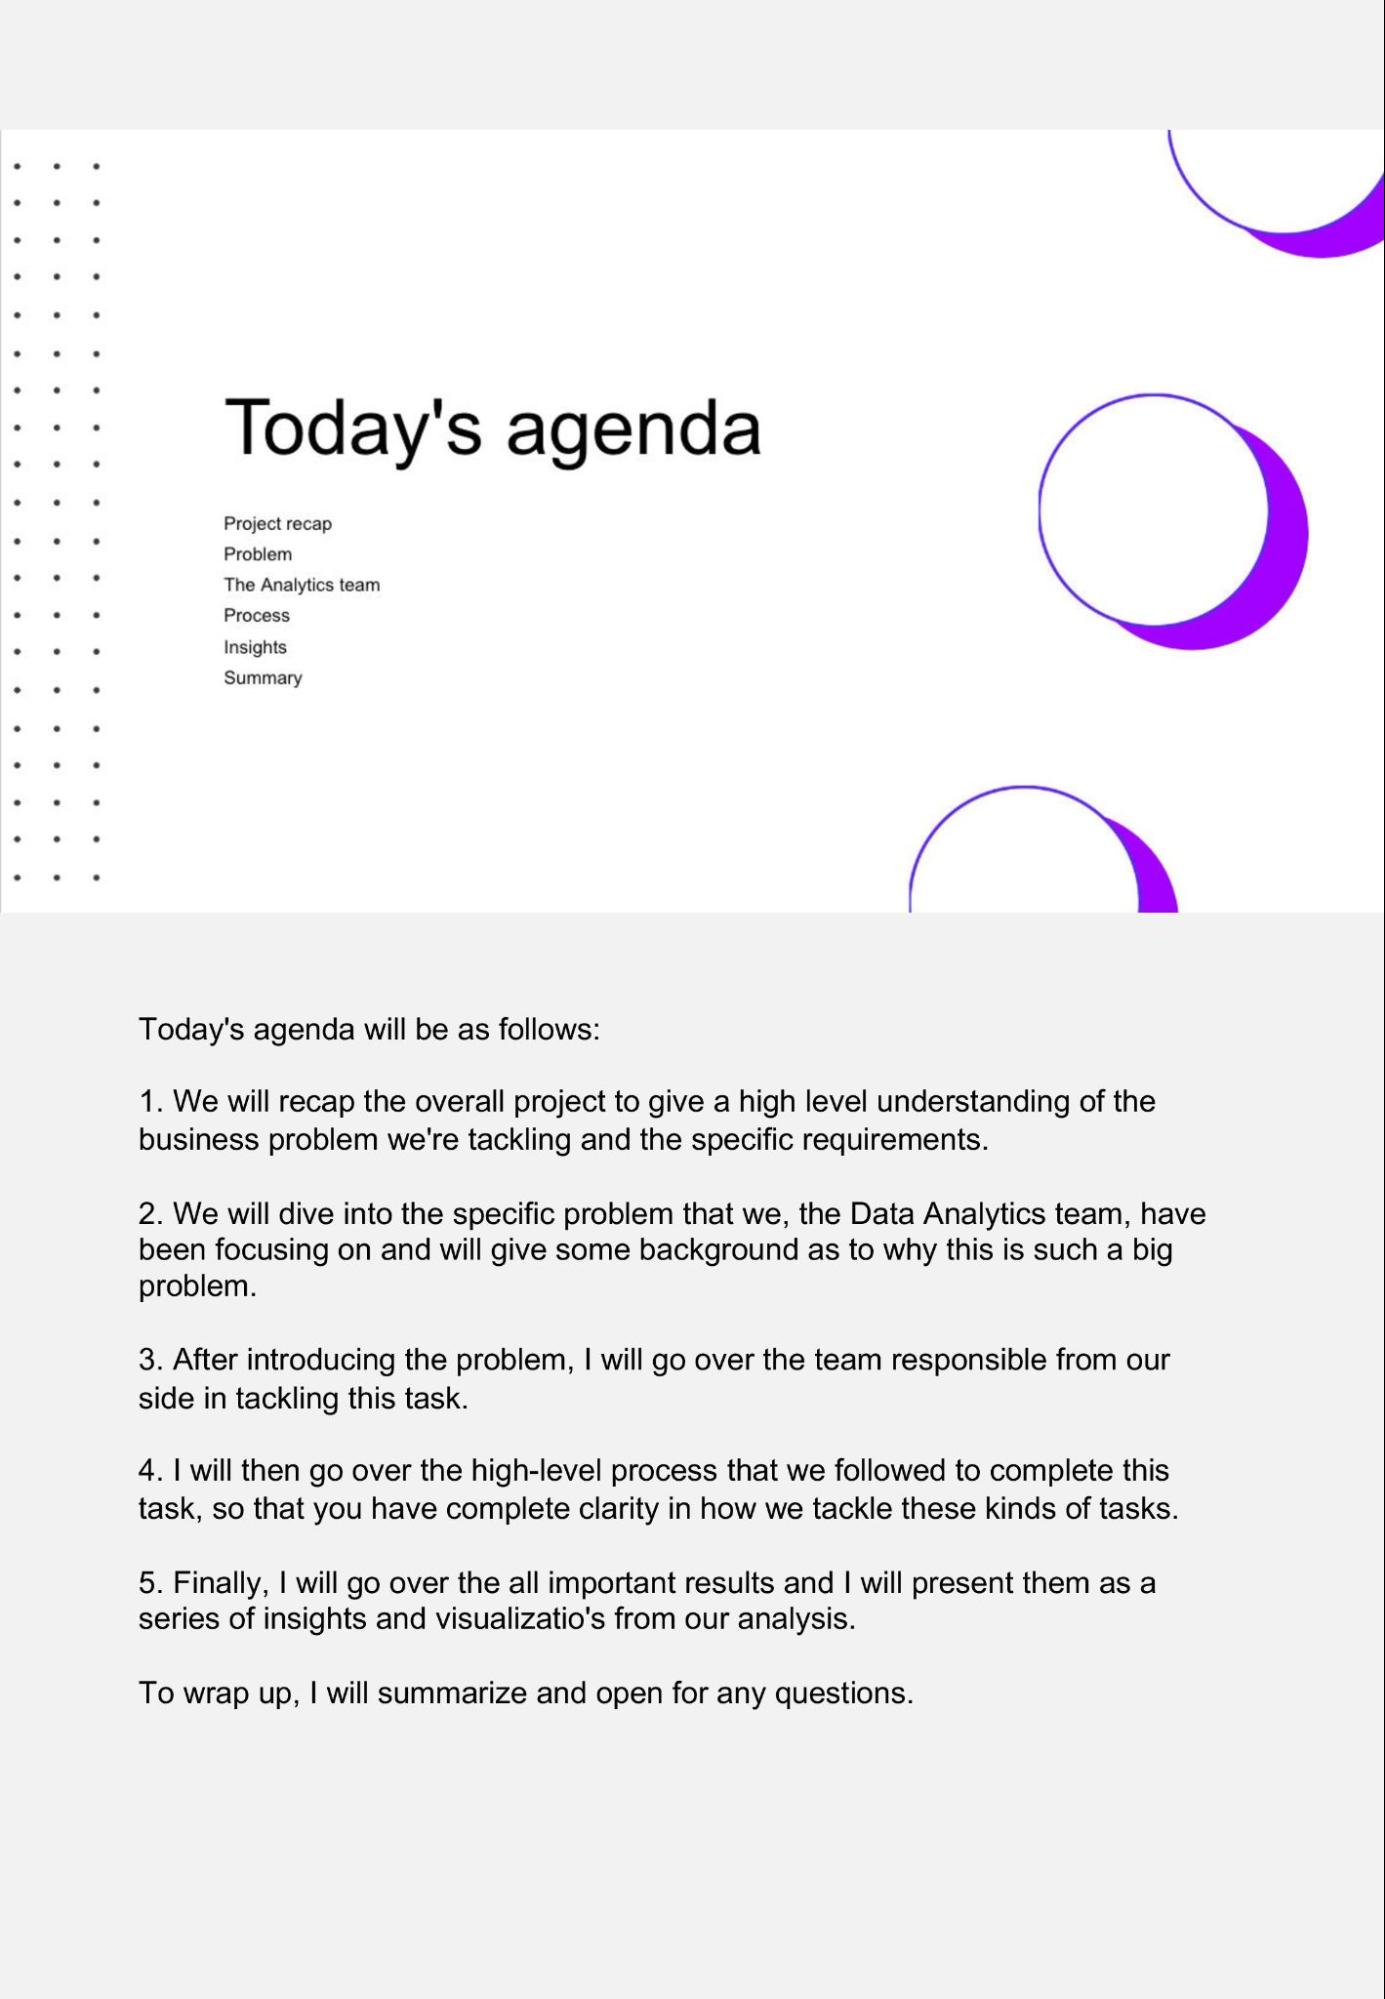 Today's agenda
Project recap
Problem
The Analytics team
Process
Insights
Summary
Today's agenda will be as follows:
1. We will recap the overall project to give a high level understanding of the
business problem we're tackling and the specific requirements.
2. We will dive into the specific problem that we, the Data Analytics team, have
been focusing on and will give some background as to why this is such a big
problem.
3. After introducing the problem, I will go over the team responsible from our
side in tackling this task.
4. I will then go over the high-level process that we followed to complete this
task, so that you have complete clarity in how we tackle these kinds of tasks.
5. Finally, I will go over the all important results and I will present them as a
series of insights and visualizatio's from our analysis.
To wrap up, I will summarize and open for any questions.